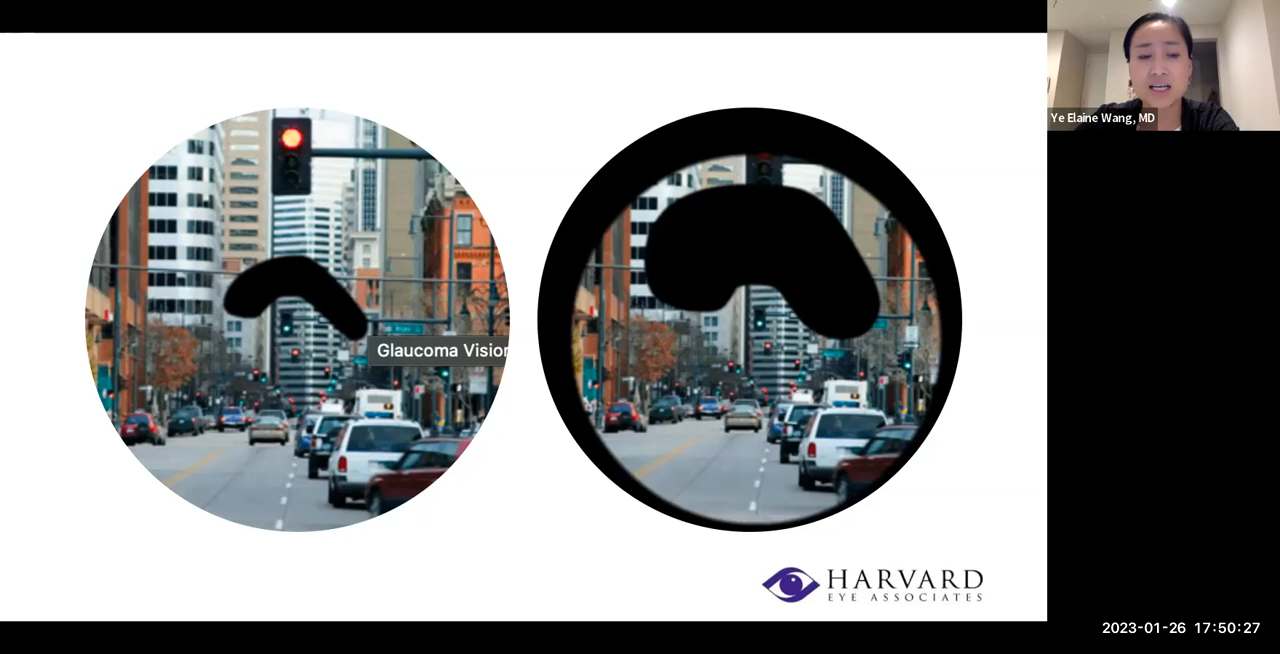 Ye Elaine Wang, MD
Glaucoma Vision
HARVARD
EYE ASSOCIATES
2023-01-26 17:50:27